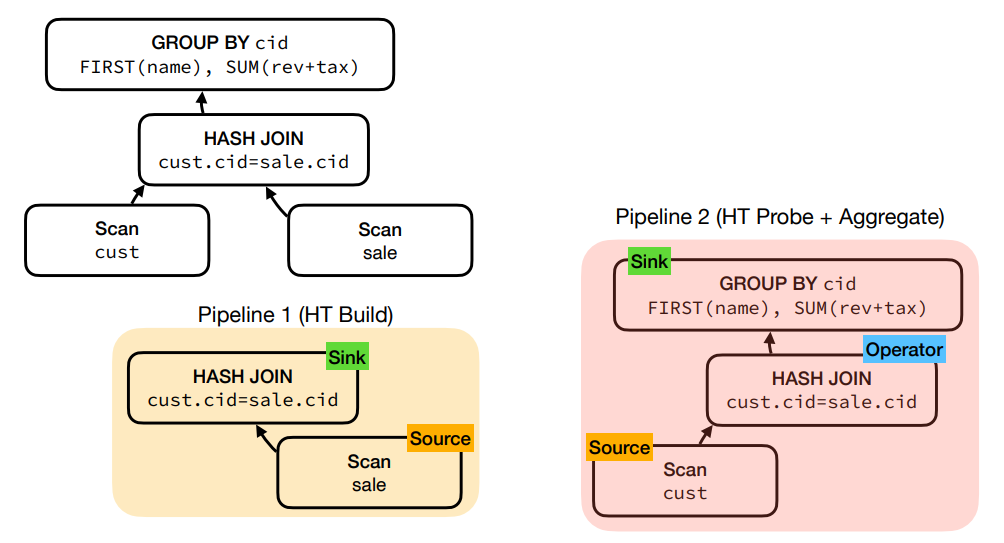 GROUP BY cid
FIRST(name), SUM(rev+tax)
HASH JOIN
cust.cid=sale.cid
Scan
cust
Scan
sale
Pipeline 1 (HT Build)
Sink
HASH JOIN
cust.cid=sale.cid
Source
Scan
sale
Pipeline 2 (HT Probe + Aggregate)
Sink
GROUP BY cid
FIRST(name), SUM(rev+tax)
Operator
HASH JOIN
cust.cid=sale.cid
Source
Scan
cust